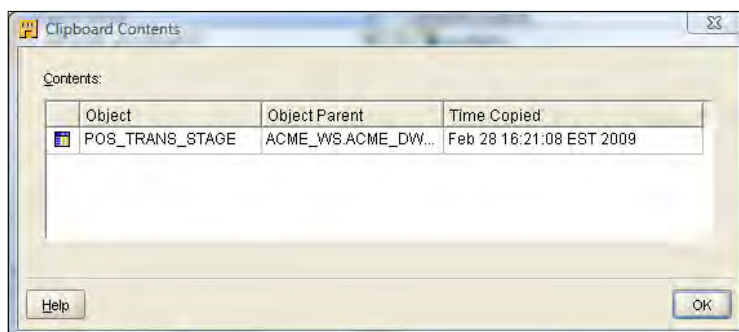 Clipboard Contents
Contents:
Object Object Parent Time Copied
POS_TRANS_STAGE ACME_WS.ACME_DW... Feb 28 16:21:08 EST 2009
Help OK